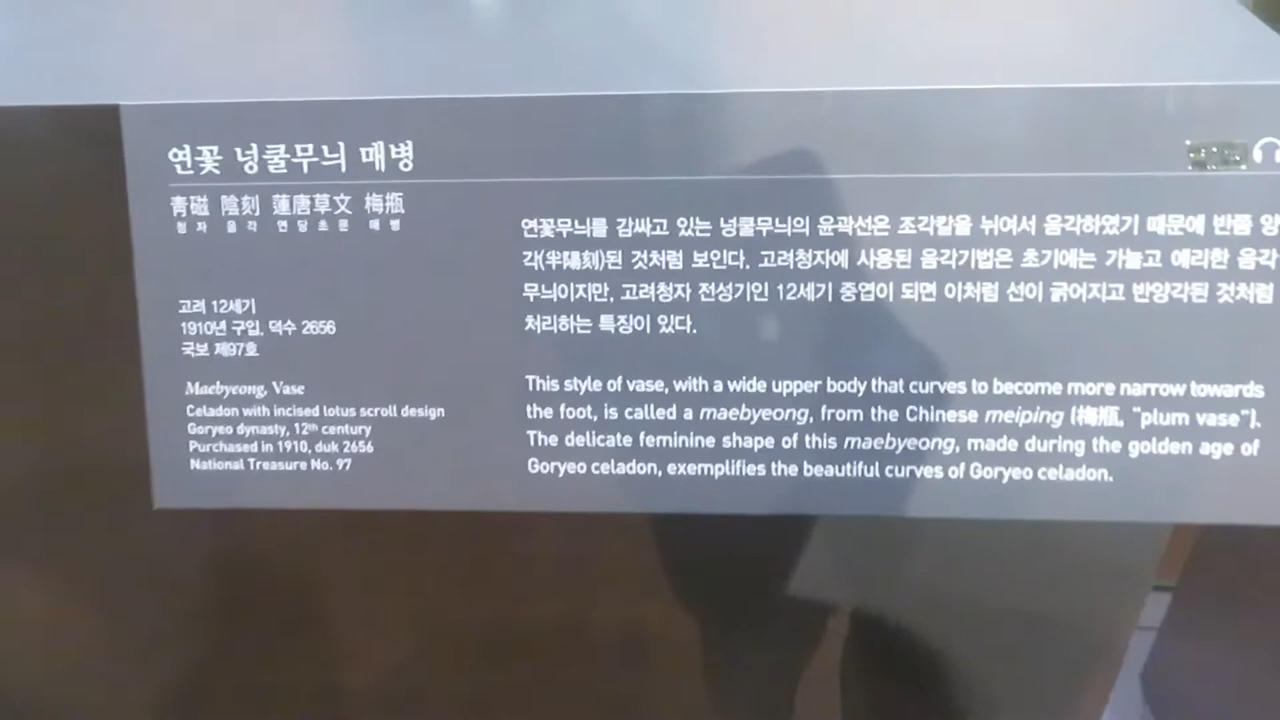 연꽃 넝쿨무늬 매병
青磁 陰刻 蓮唐草文 梅甁
청자 음각 연당초문 매병
고려 12세기
1910년 구입, 덕수 2656
국보 제97호
Maebyeong, Vase
Celadon with incised lotus scroll design
Goryeo dynasty, 12th century
Purchased in 1910, duk 2656
National Treasure No. 97
연꽃무늬를 감싸고 있는 넝쿨무늬의 윤곽선은 조각칼을 뉘여서 음각하였기 때문에 반쯤 양
각(半陽刻)된 것처럼 보인다. 고려청자에 사용된 음각기법은 초기에는 가늘고 예리한 음각
무늬이지만, 고려청자 전성기인 12세기 중엽이 되면 이처럼 선이 굵어지고 반양각된 것처럼
처리하는 특징이 있다.
This style of vase, with a wide upper body that curves to become more narrow towards
the foot, is called a maebyeong, from the Chinese meiping (梅甁, "plum vase").
The delicate feminine shape of this maebyeong, made during the golden age of
Goryeo celadon, exemplifies the beautiful curves of Goryeo celadon.